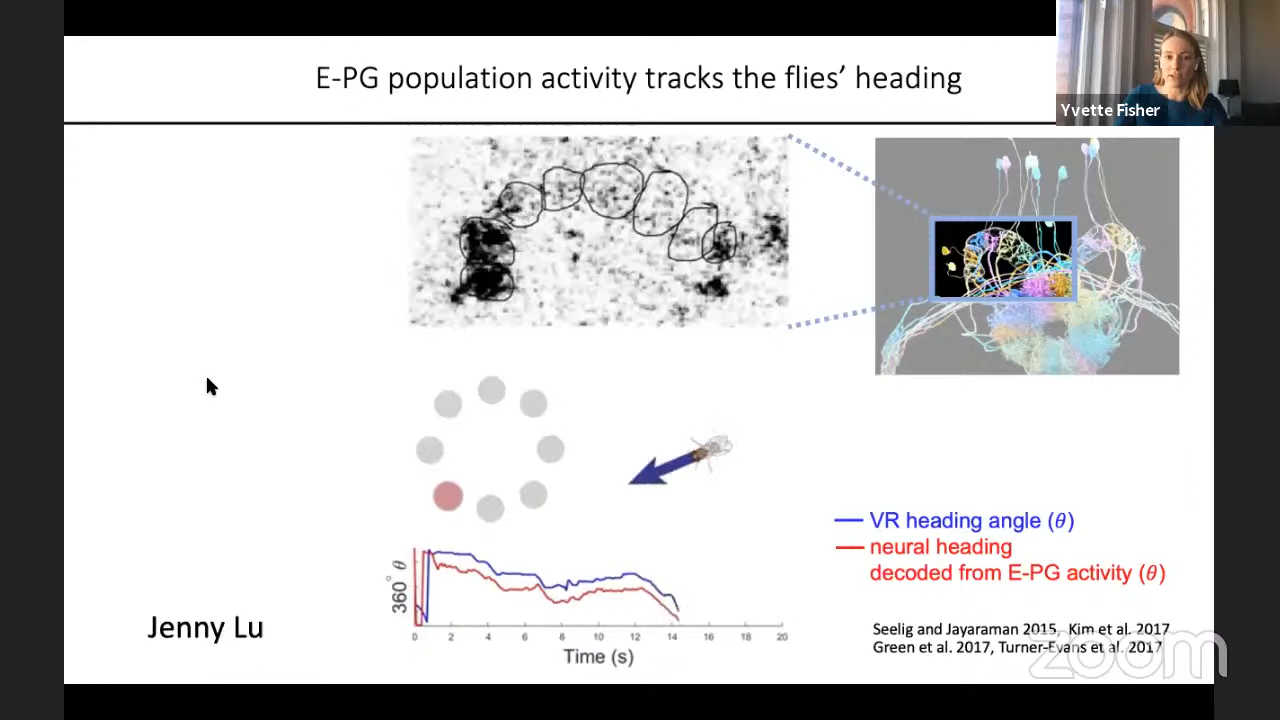 E-PG population activity tracks the flies' heading
Yvette Fisher
VR heading angle (θ)
neural heading
decoded from E-PG activity (θ)
360° θ
0 2 4 6 8 10 12 14 16 18 20
Time (s)
Jenny Lu
Seelig and Jayaraman 2015, Kim et al. 2017
Green et al. 2017, Turner-Evans et al. 2017
zoom